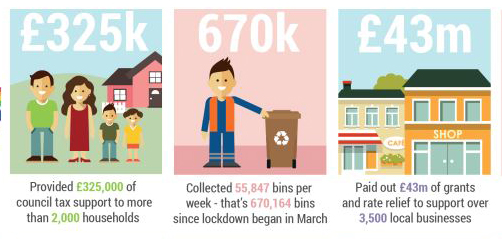 £325k
Provided £325,000 of
council tax support to more
than 2,000 households
670k
Collected 55,847 bins per
week - that's 670,164 bins
since lockdown began in March
£43m
CAFE
SHOP
Paid out £43m of grants
and rate relief to support over
3,500 local businesses